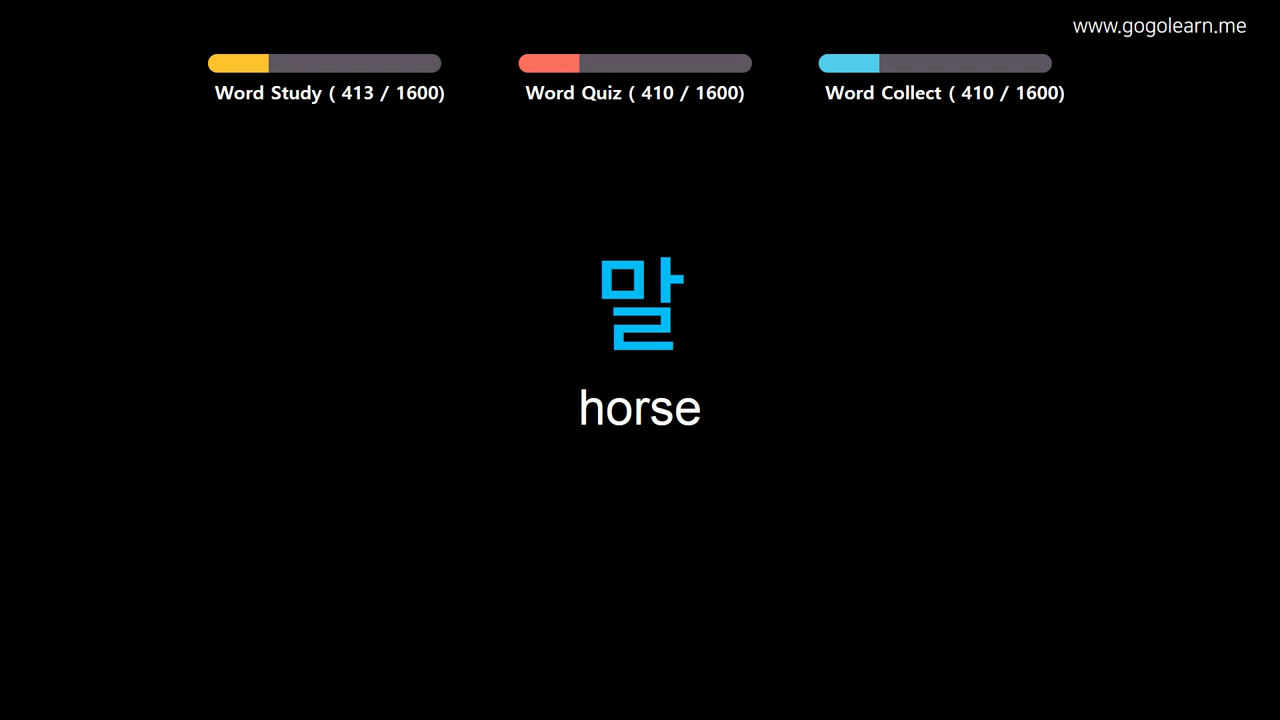 www.gogolearn.me
Word Study ( 413 / 1600)
Word Quiz ( 410 / 1600)
Word Collect ( 410 / 1600)
말
horse